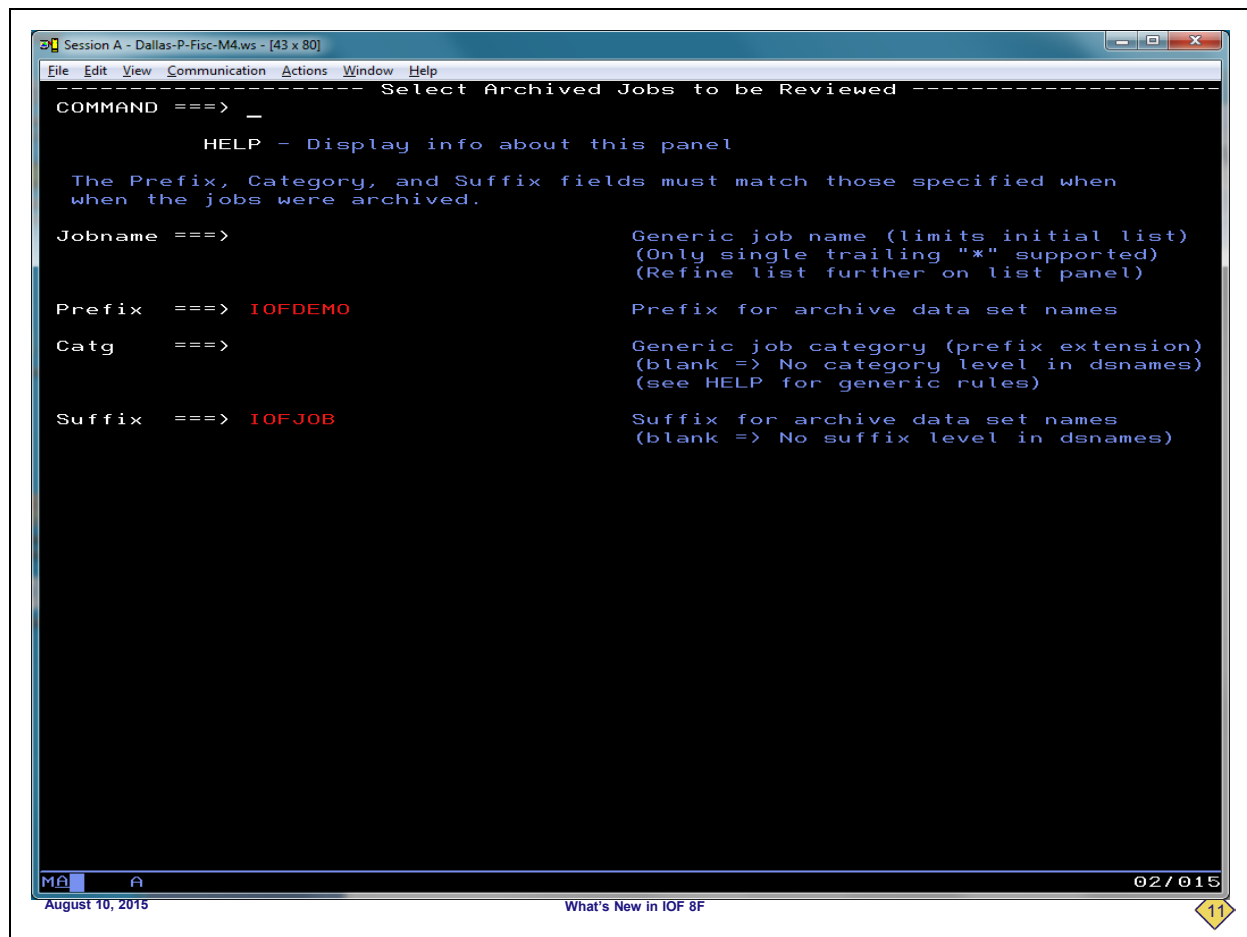 Session A - Dallas-P-Fisc-M4.ws - [43 x 80]
File Edit View Communication Actions Window Help
---------------------- Select Archived Jobs to be Reviewed ----------------------
COMMAND ===> _
HELP - Display info about this panel
The Prefix, Category, and Suffix fields must match those specified when
when the jobs were archived.
Jobname ===> Generic job name (limits initial list)
(Only single trailing "*" supported)
(Refine list further on list panel)
Prefix ===> IOFDEMO Prefix for archive data set names
Catg ===> Generic job category (prefix extension)
(blank => No category level in dsnames)
(see HELP for generic rules)
Suffix ===> IOFJOB Suffix for archive data set names
(blank => No suffix level in dsnames)
MA A 02/015
August 10, 2015 What's New in IOF 8F 11